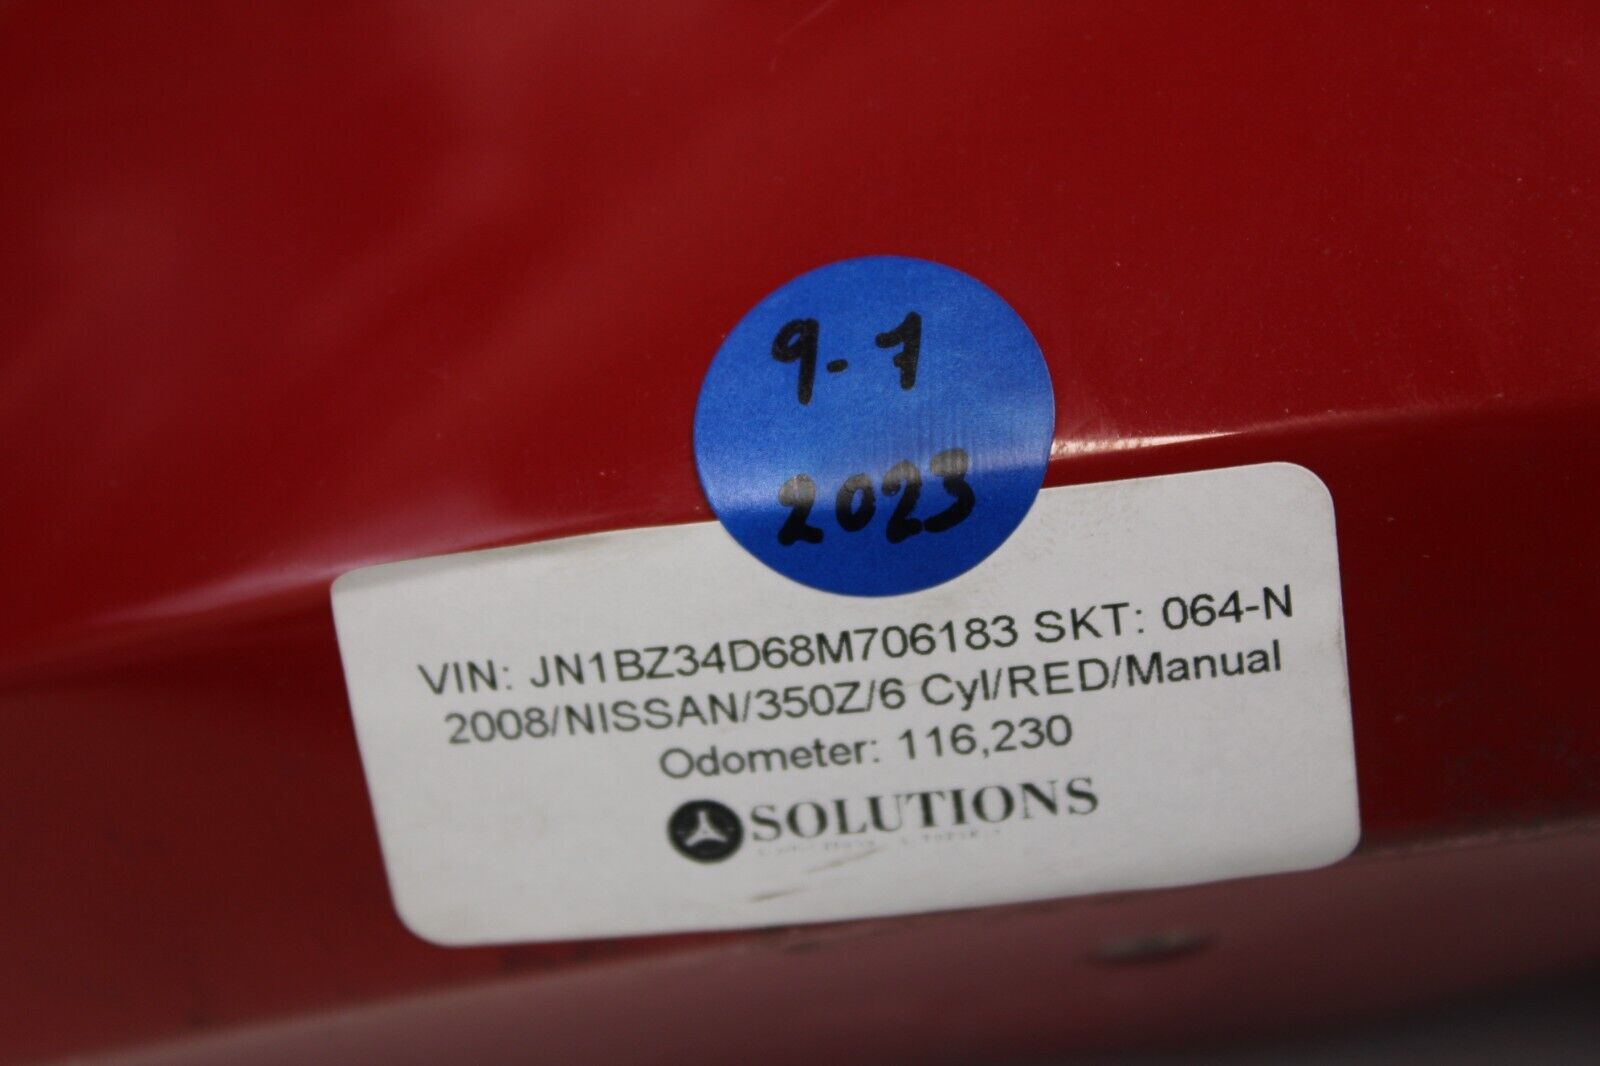 9-7
2023
VIN: JN1BZ34D68M706183 SKT: 064-N
2008/NISSAN/350Z/6 Cyl/RED/Manual
Odometer: 116,230
SOLUTIONS